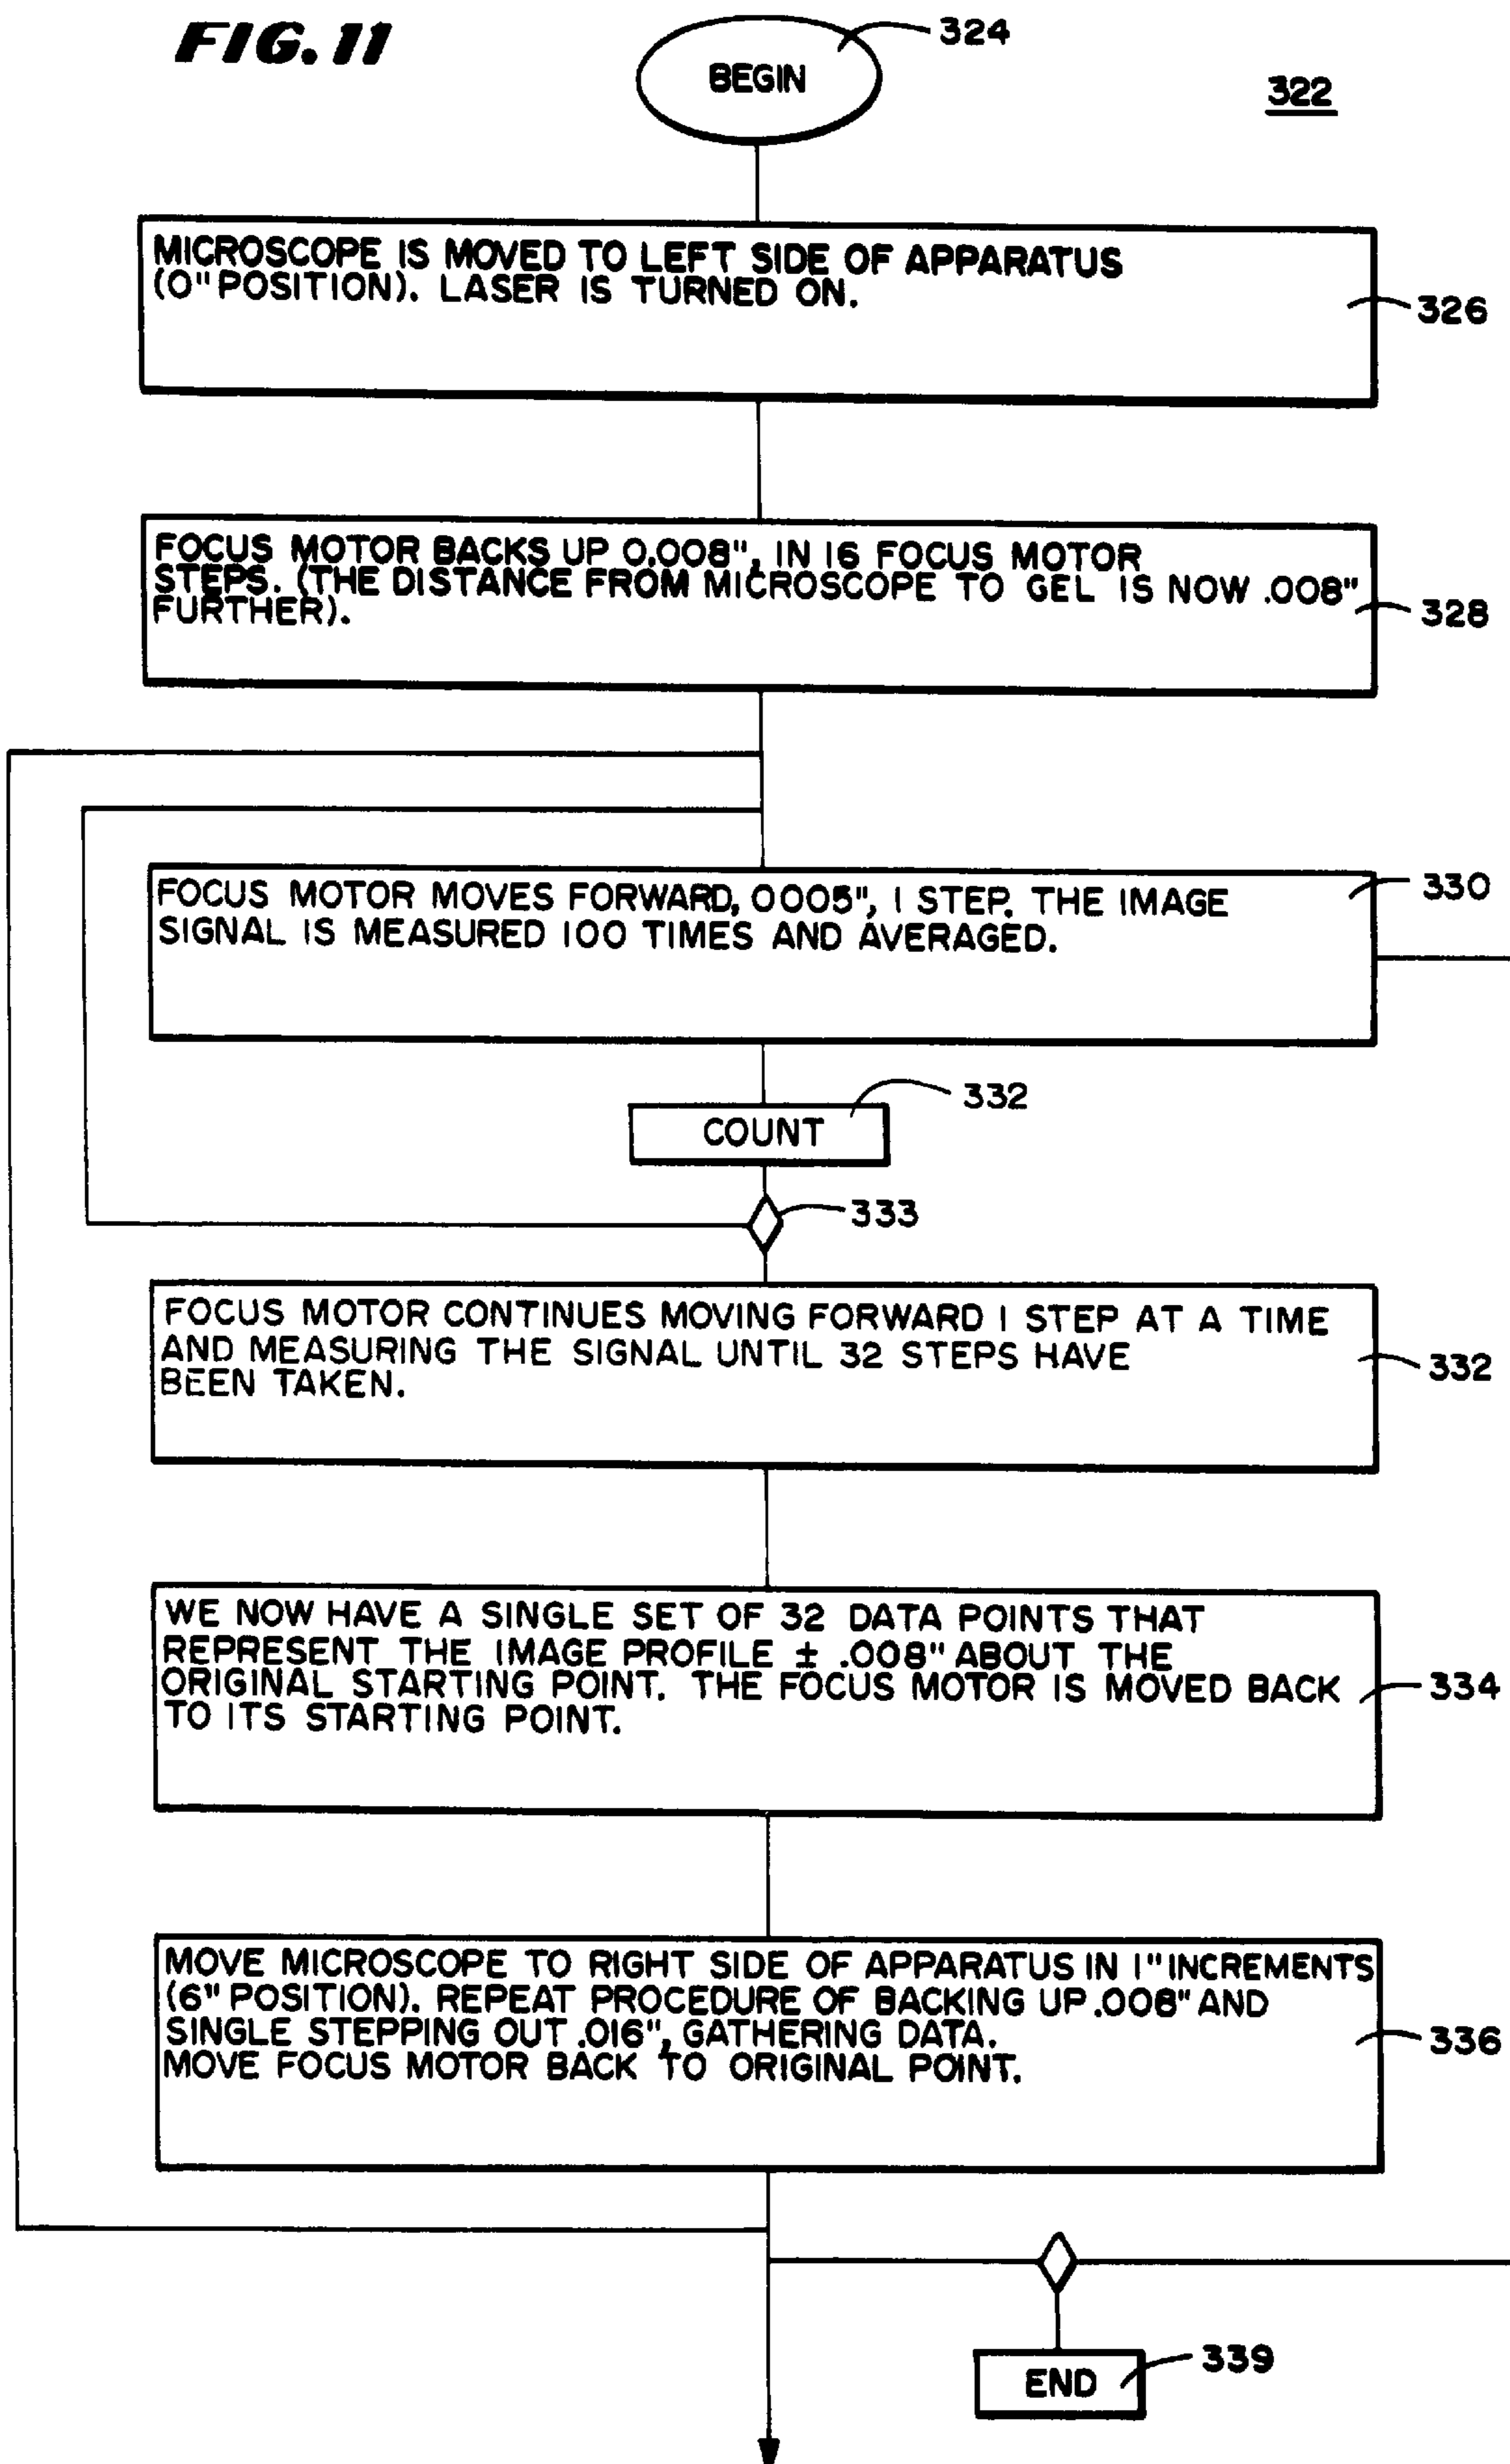 FIG. 11
324
BEGIN
322
MICROSCOPE IS MOVED TO LEFT SIDE OF APPARATUS
(0" POSITION). LASER IS TURNED ON.
326
FOCUS MOTOR BACKS UP 0.008", IN 16 FOCUS MOTOR
STEPS. (THE DISTANCE FROM MICROSCOPE TO GEL IS NOW .008"
FURTHER).
328
FOCUS MOTOR MOVES FORWARD, 0005", 1 STEP. THE IMAGE
SIGNAL IS MEASURED 100 TIMES AND AVERAGED.
330
332
COUNT
333
FOCUS MOTOR CONTINUES MOVING FORWARD 1 STEP AT A TIME
AND MEASURING THE SIGNAL UNTIL 32 STEPS HAVE
BEEN TAKEN.
332
WE NOW HAVE A SINGLE SET OF 32 DATA POINTS THAT
REPRESENT THE IMAGE PROFILE ± .008" ABOUT THE
ORIGINAL STARTING POINT. THE FOCUS MOTOR IS MOVED BACK
TO ITS STARTING POINT.
334
MOVE MICROSCOPE TO RIGHT SIDE OF APPARATUS IN 1" INCREMENTS
(6" POSITION). REPEAT PROCEDURE OF BACKING UP .008" AND
SINGLE STEPPING OUT .016", GATHERING DATA.
MOVE FOCUS MOTOR BACK TO ORIGINAL POINT.
336
339
END